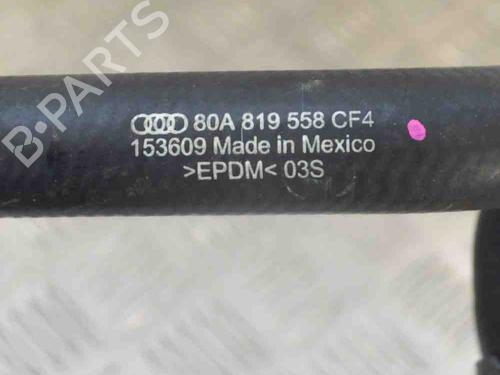 B-PARTS
80A 819 558 CF4
153609 Made in Mexico
>EPDM< 03S